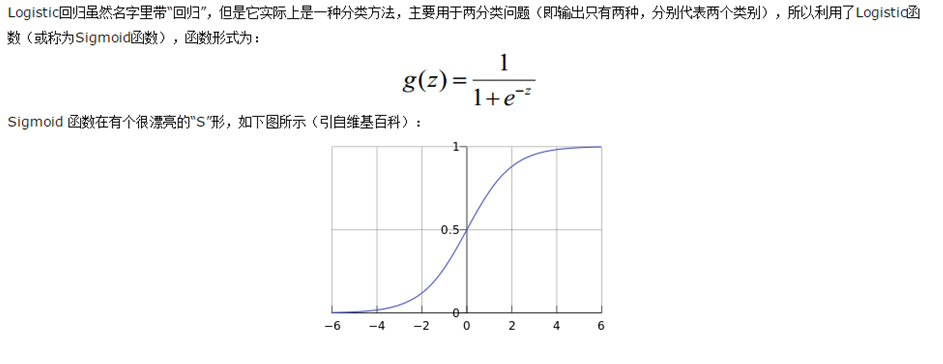 Logistic回归虽然名字里带“回归”，但是它实际上是一种分类方法，主要用于两分类问题（即输出只有两种，分别代表两个类别），所以利用了Logistic函
数（或称为Sigmoid函数），函数形式为：
g(z) = 1 / (1 + e^{-z})
Sigmoid 函数在有个很漂亮的“S”形，如下图所示（引自维基百科）：
1
0.5
0
−6 −4 −2 0 2 4 6